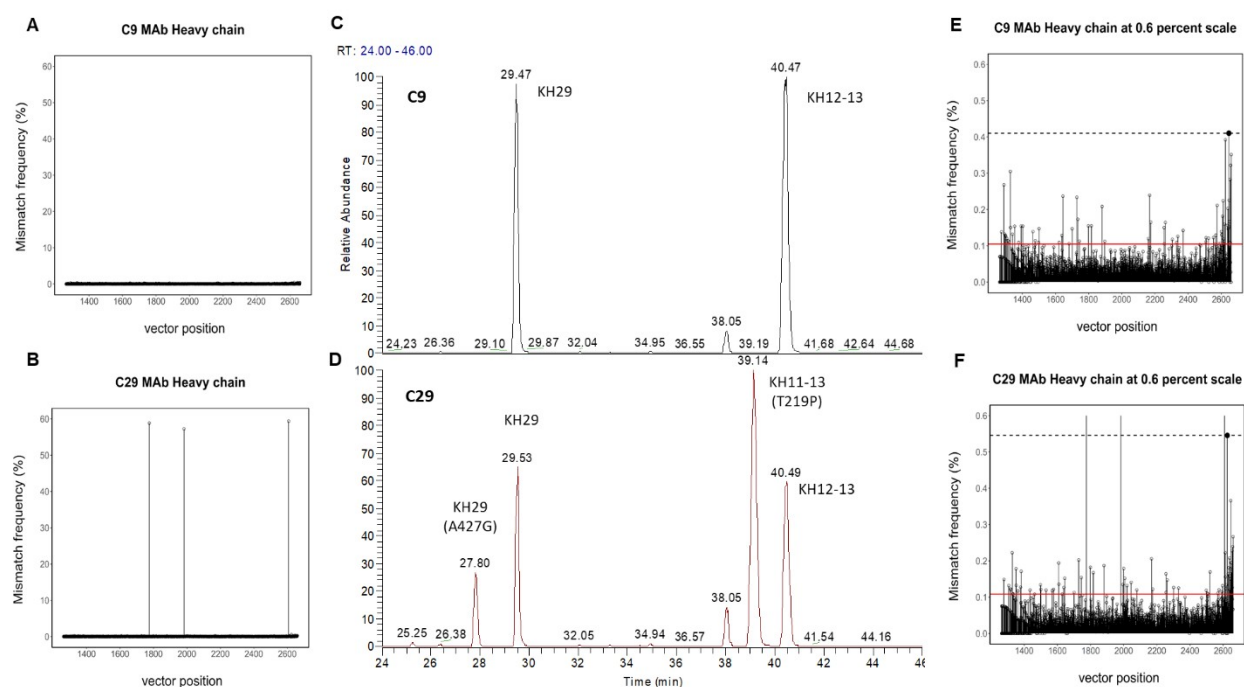 A
C9 MAb Heavy chain
Mismatch frequency (%)
60
50
40
30
20
10
0
1400 1600 1800 2000 2200 2400 2600
vector position
B
C29 MAb Heavy chain
Mismatch frequency (%)
60
50
40
30
20
10
0
1400 1600 1800 2000 2200 2400 2600
vector position
C
RT: 24.00 - 46.00
C9
Relative Abundance
100
90
80
70
60
50
40
30
20
10
0
29.47
KH29
40.47
KH12-13
38.05
24.23 26.36 29.10 29.87 32.04 34.95 36.55 39.19 41.68 42.64 44.68
D
C29
100
90
80
70
60
50
40
30
20
10
0
39.14
KH11-13
(T219P)
KH29
29.53
40.49
KH12-13
KH29
(A427G)
27.80
38.05
25.25 26.38 32.05 34.94 36.57 41.54 44.16
24 26 28 30 32 34 36 38 40 42 44 46
Time (min)
E
C9 MAb Heavy chain at 0.6 percent scale
Mismatch frequency (%)
0.6
0.5
0.4
0.3
0.2
0.1
0.0
1400 1600 1800 2000 2200 2400 2600
vector position
F
C29 MAb Heavy chain at 0.6 percent scale
Mismatch frequency (%)
0.6
0.5
0.4
0.3
0.2
0.1
0.0
1400 1600 1800 2000 2200 2400 2600
vector position